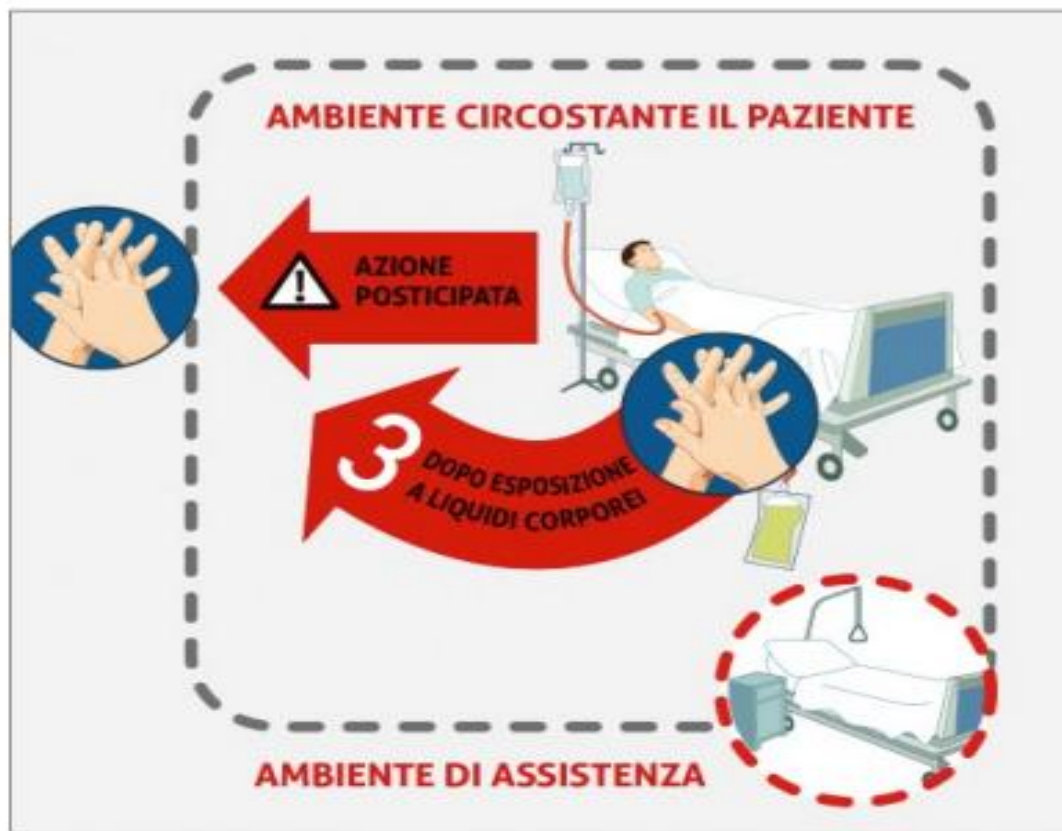 AMBIENTE CIRCOSTANTE IL PAZIENTE
!
AZIONE
POSTICIPATA
3
DOPO ESPOSIZIONE
A LIQUIDI CORPOREI
AMBIENTE DI ASSISTENZA